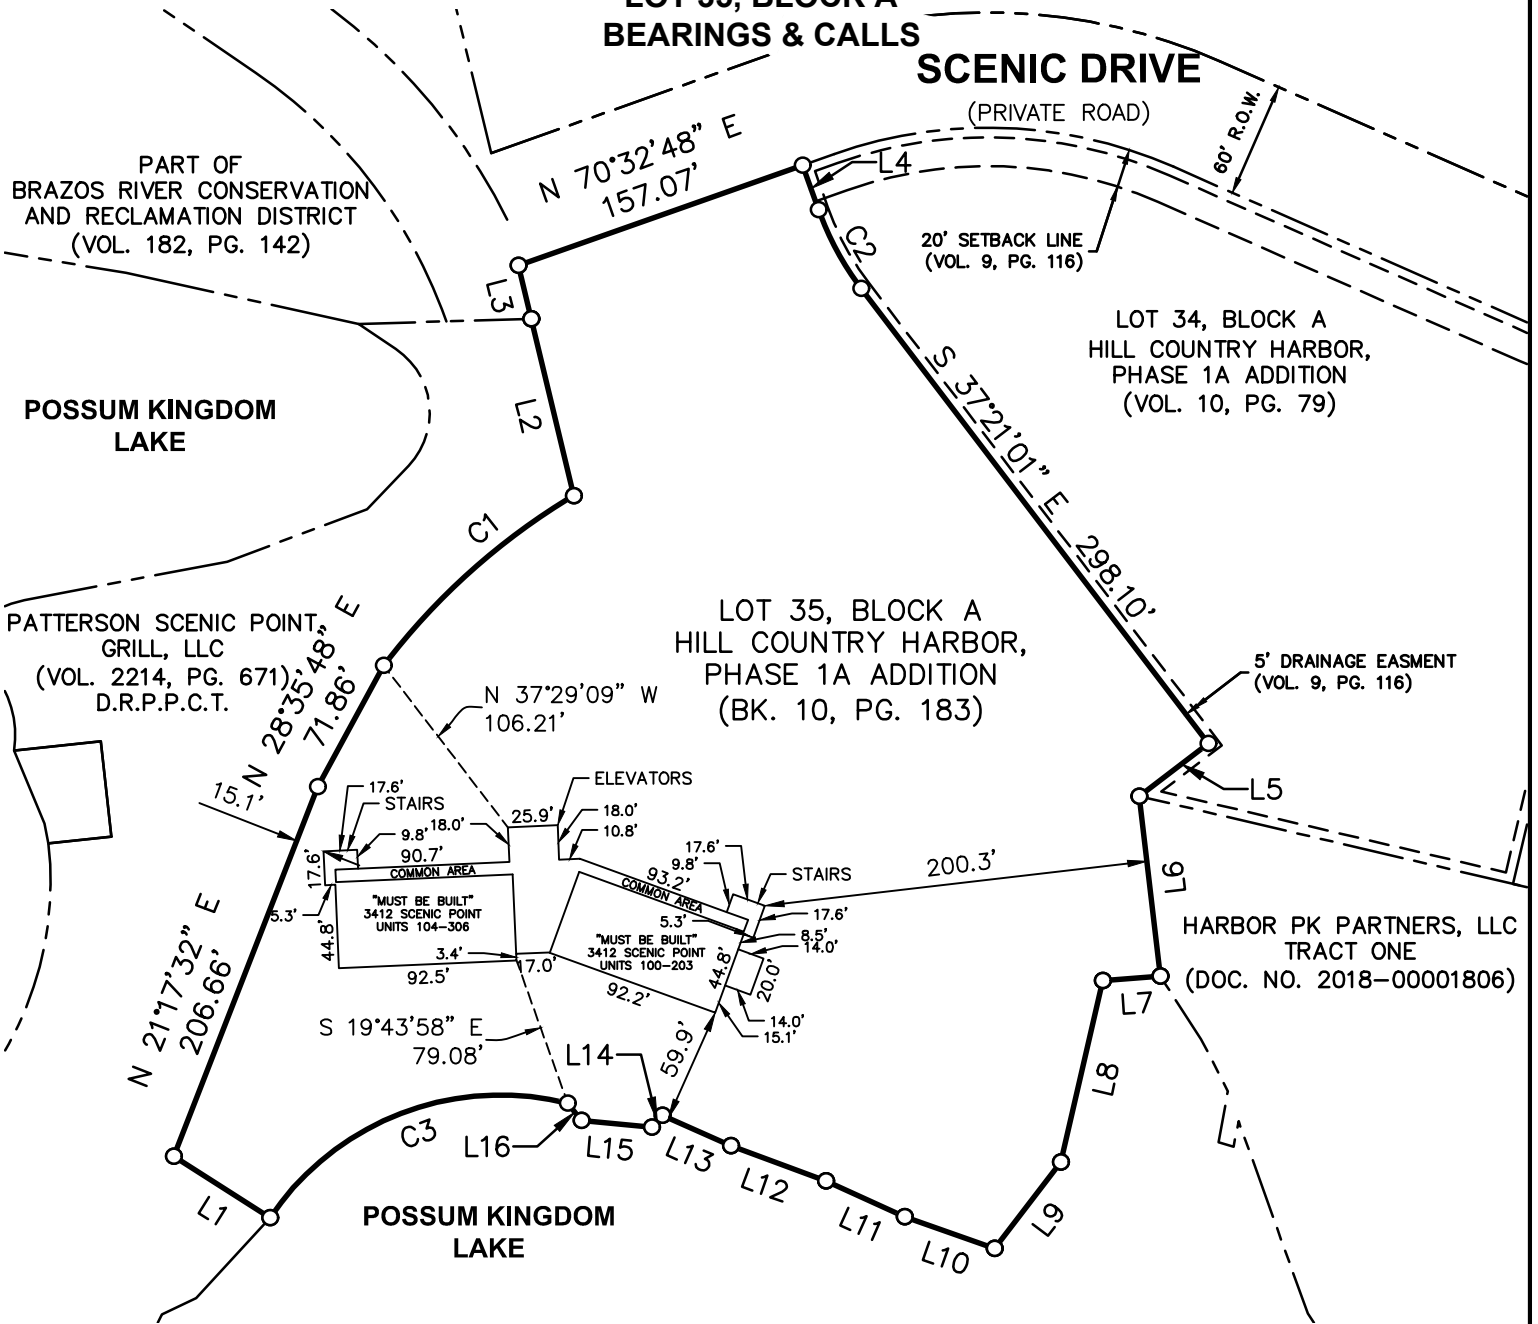 LOT 35, BLOCK A
BEARINGS & CALLS
SCENIC DRIVE
(PRIVATE ROAD)
60' R.O.W.
N 70°32'48" E
157.07'
L4
PART OF
BRAZOS RIVER CONSERVATION
AND RECLAMATION DISTRICT
(VOL. 182, PG. 142)
20' SETBACK LINE
(VOL. 9, PG. 116)
C2
L3
LOT 34, BLOCK A
HILL COUNTRY HARBOR,
PHASE 1A ADDITION
(VOL. 10, PG. 79)
S 37°21'01" E 298.10'
POSSUM KINGDOM
LAKE
L2
C1
LOT 35, BLOCK A
HILL COUNTRY HARBOR,
PHASE 1A ADDITION
(BK. 10, PG. 183)
PATTERSON SCENIC POINT
GRILL, LLC
(VOL. 2214, PG. 671)
D.R.P.P.C.T.
N 28°35'48" E
71.86'
5' DRAINAGE EASMENT
(VOL. 9, PG. 116)
N 37°29'09" W
106.21'
15.1'
L5
ELEVATORS
17.6'
STAIRS
25.9'
18.0'
18.0'
9.8'
10.8'
90.7'
17.6'
COMMON AREA
17.6'
9.8'
STAIRS
93.2'
COMMON AREA
200.3'
L6
"MUST BE BUILT"
3412 SCENIC POINT
UNITS 104-306
5.3'
44.8'
5.3'
17.6'
8.5'
14.0'
"MUST BE BUILT"
3412 SCENIC POINT
UNITS 100-203
3.4'
17.0'
92.5'
44.8'
20.0'
92.2'
14.0'
15.1'
HARBOR PK PARTNERS, LLC
TRACT ONE
(DOC. NO. 2018-00001806)
L7
N 21°17'32" E
206.66'
S 19°43'58" E
79.08'
59.9'
L14
L8
C3
L16
L15
L13
L12
L1
L11
L9
L10
POSSUM KINGDOM
LAKE